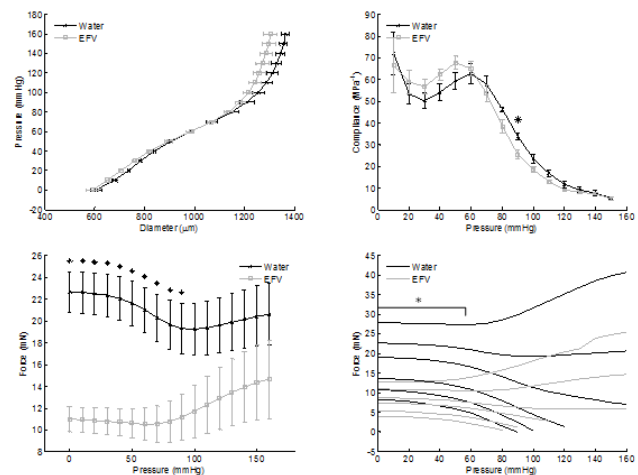 Water
EFV
160
140
120
100
80
60
40
20
0
-20
Pressure (mmHg)
400 600 800 1000 1200 1400
Diameter (μm)
Water
EFV
100
90
80
70
60
50
40
30
20
10
0
Compliance (MPa⁻¹)
*
0 20 40 60 80 100 120 140 160
Pressure (mmHg)
26
24
22
20
18
16
14
12
10
8
Force (mN)
Water
EFV
0 50 100 150
Pressure (mmHg)
45
40
35
30
25
20
15
10
5
0
-5
Force (mN)
Water
EFV
*
0 20 40 60 80 100 120 140 160
Pressure (mmHg)